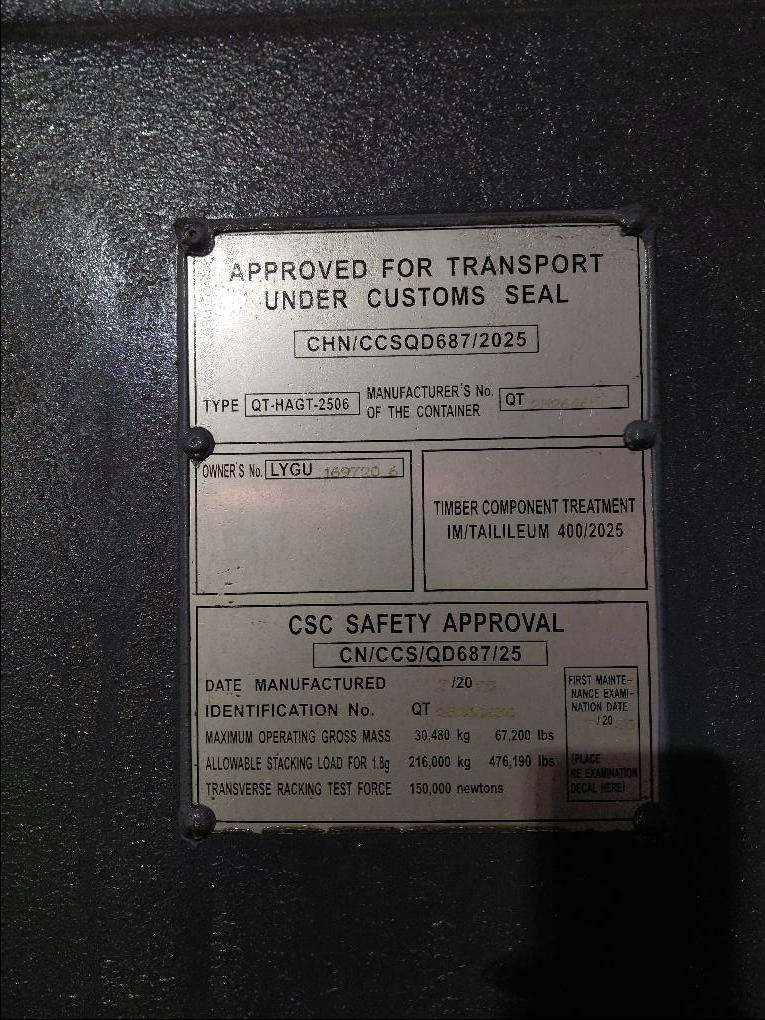 APPROVED FOR TRANSPORT
UNDER CUSTOMS SEAL
CHN/CCSQD687/2025
TYPE QT-HAGT-2506 MANUFACTURER'S No. OF THE CONTAINER QT
OWNER'S No. LYGU 169720 6
TIMBER COMPONENT TREATMENT
IM/TAILILEUM 400/2025
CSC SAFETY APPROVAL
CN/CCS/QD687/25
DATE MANUFACTURED /20
IDENTIFICATION No. QT
MAXIMUM OPERATING GROSS MASS 30,480 kg 67,200 lbs
ALLOWABLE STACKING LOAD FOR 1.8g 216,000 kg 476,190 lbs
TRANSVERSE RACKING TEST FORCE 150,000 newtons
FIRST MAINTE-
NANCE EXAMI-
NATION DATE
/20
(PLACE
RE EXAMINATION
DECAL HERE)